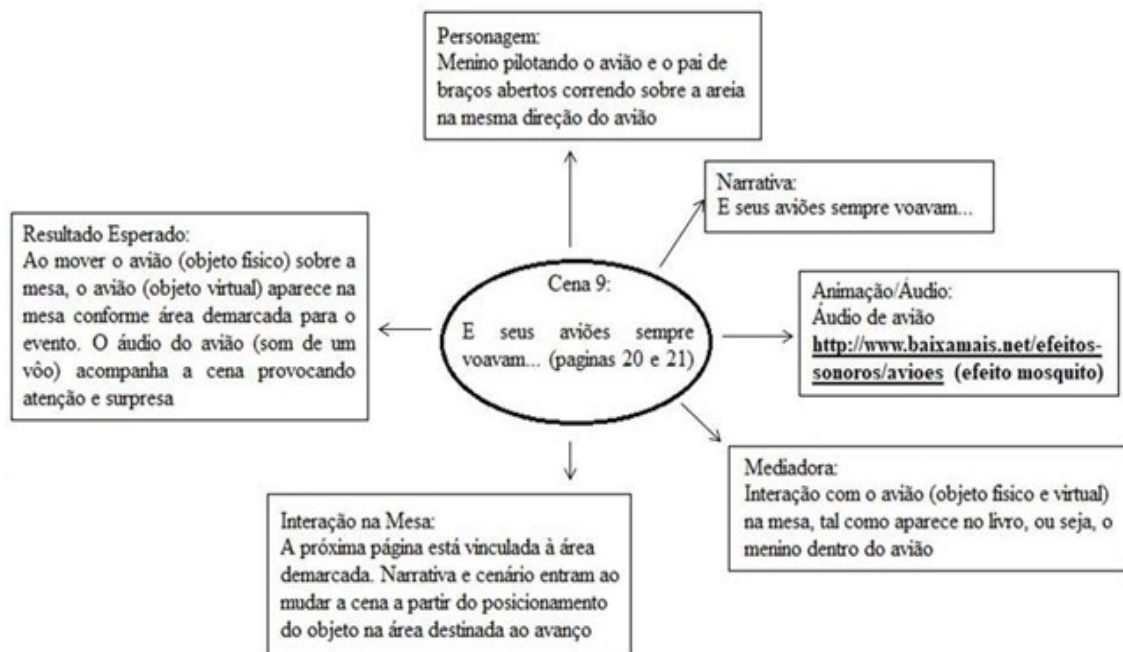 Personagem:
Menino pilotando o avião e o pai de
braços abertos correndo sobre a areia
na mesma direção do avião
Narrativa:
E seus aviões sempre voavam...
Resultado Esperado:
Ao mover o avião (objeto fisico) sobre a
mesa, o avião (objeto virtual) aparece na
mesa conforme área demarcada para o
evento. O áudio do avião (som de um
vôo) acompanha a cena provocando
atenção e surpresa
Cena 9:
E seus aviões sempre
voavam... (paginas 20 e 21)
Animação/Áudio:
Áudio de avião
http://www.baixamais.net/efeitos-
sonoros/avioes (efeito mosquito)
Mediadora:
Interação com o avião (objeto fisico e virtual)
na mesa, tal como aparece no livro, ou seja, o
menino dentro do avião
Interação na Mesa:
A próxima página está vinculada à área
demarcada. Narrativa e cenário entram ao
mudar a cena a partir do posicionamento
do objeto na área destinada ao avanço